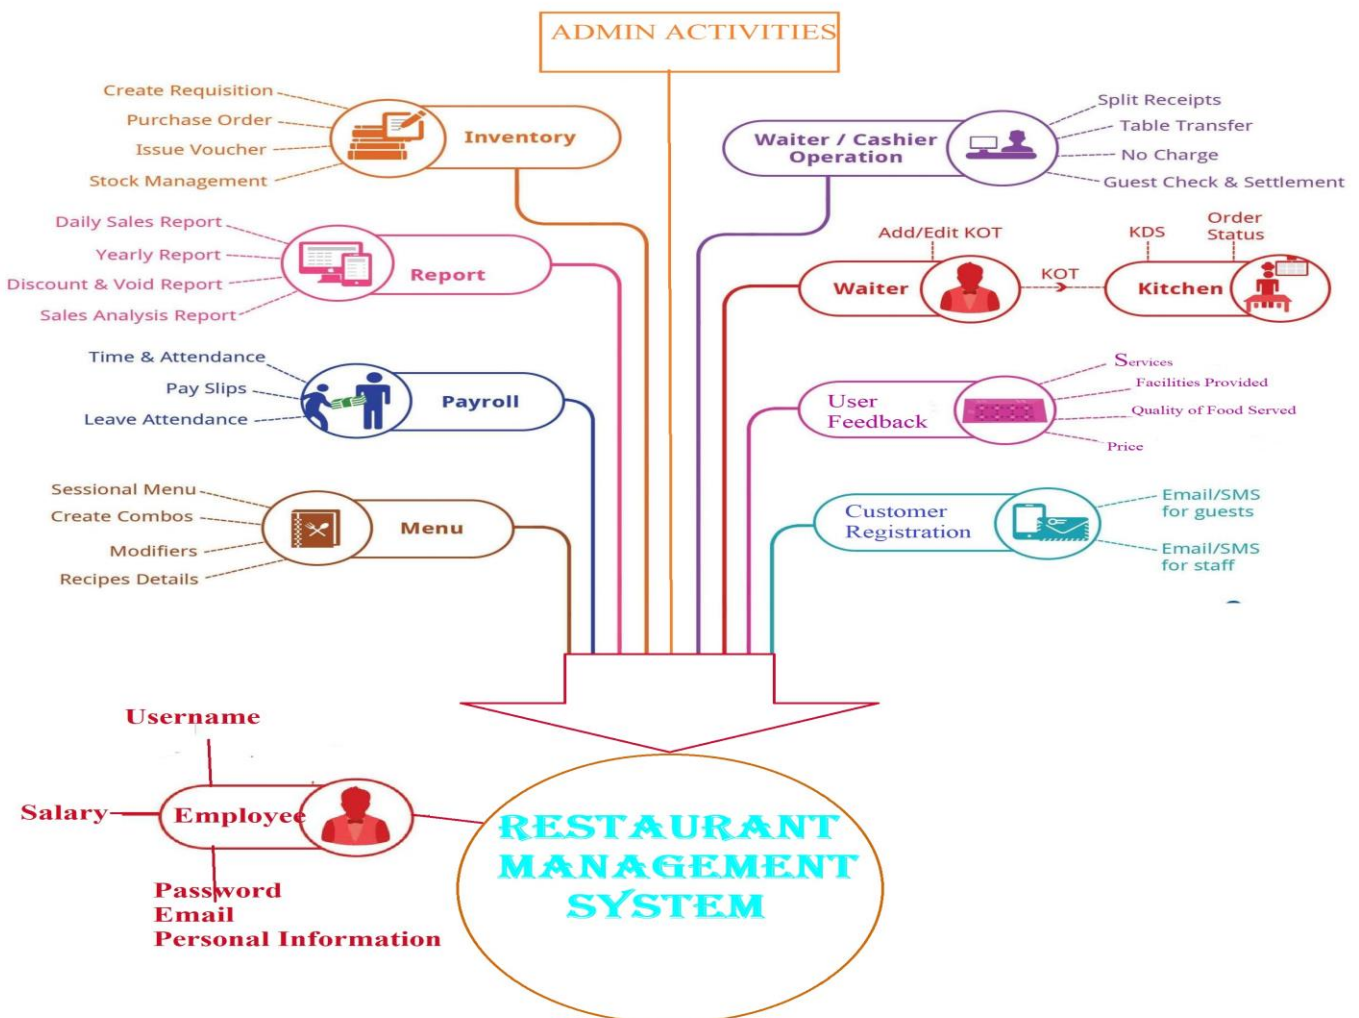 ADMIN ACTIVITIES
Create Requisition
Purchase Order
Issue Voucher
Stock Management
Inventory
Daily Sales Report
Yearly Report
Discount & Void Report
Sales Analysis Report
Report
Time & Attendance
Pay Slips
Leave Attendance
Payroll
Sessional Menu
Create Combos
Modifiers
Recipes Details
Menu
Waiter / Cashier
Operation
Split Receipts
Table Transfer
No Charge
Guest Check & Settlement
Add/Edit KOT
Waiter
KOT
KDS
Order
Status
Kitchen
User
Feedback
Services
Facilities Provided
Quality of Food Served
Price
Customer
Registration
Email/SMS
for guests
Email/SMS
for staff
Username
Salary
Employee
Password
Email
Personal Information
RESTAURANT
MANAGEMENT
SYSTEM